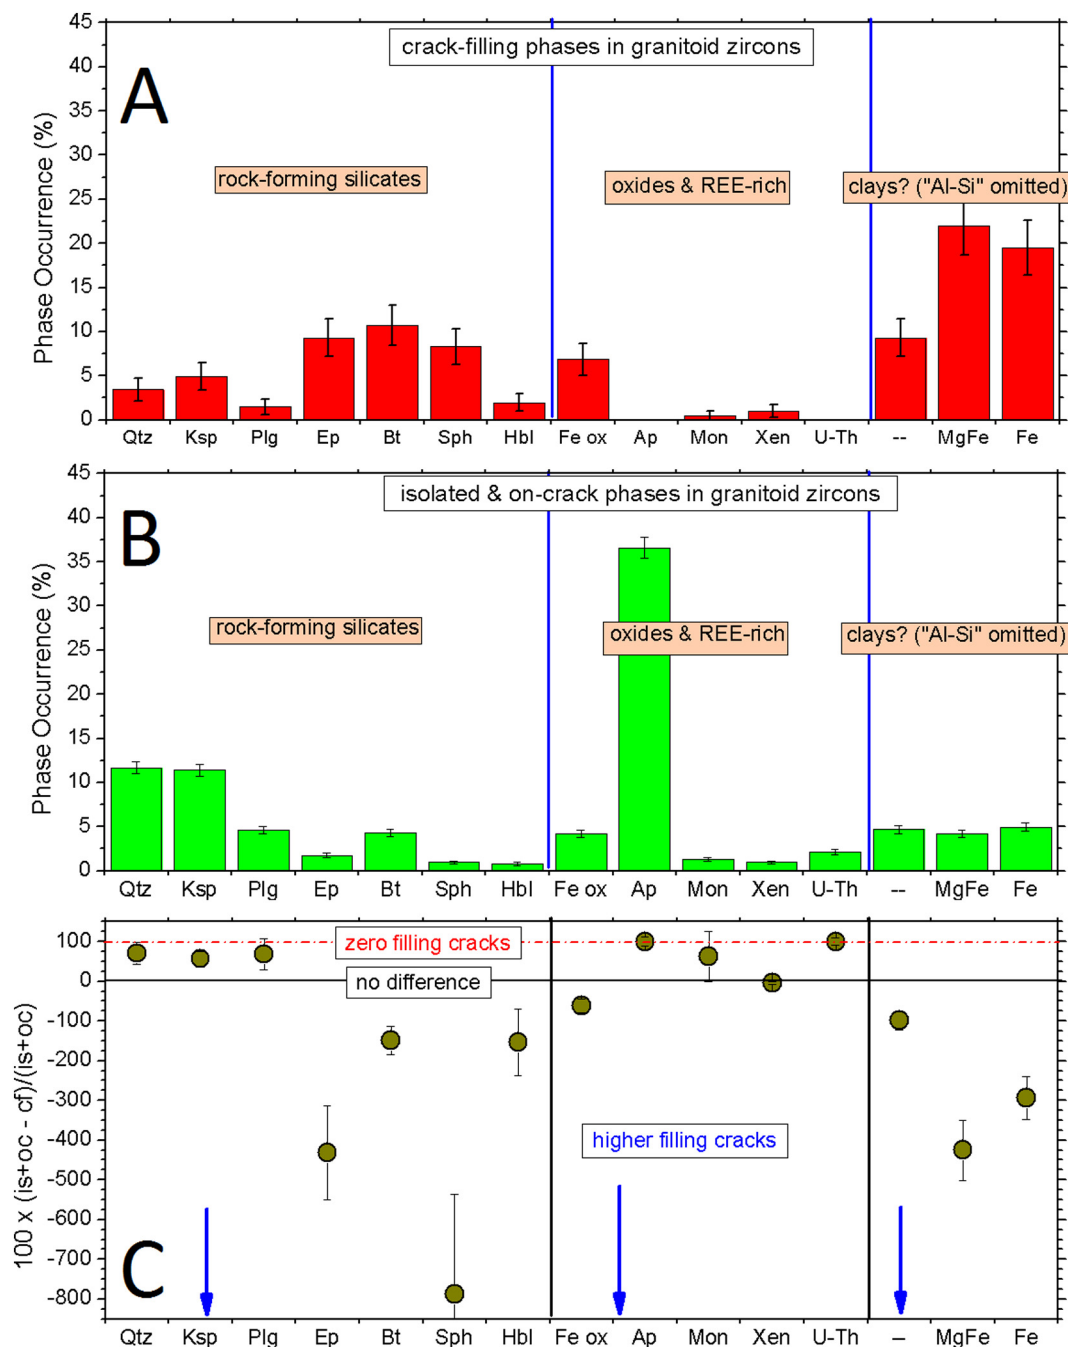 45
40
35
30
25
20
15
10
5
0
Phase Occurrence (%)
A
crack-filling phases in granitoid zircons
rock-forming silicates
oxides & REE-rich
clays? ("Al-Si" omitted)
Qtz Ksp Plg Ep Bt Sph Hbl Fe ox Ap Mon Xen U-Th -- MgFe Fe
45
40
35
30
25
20
15
10
5
0
Phase Occurrence (%)
B
isolated & on-crack phases in granitoid zircons
rock-forming silicates
oxides & REE-rich
clays? ("Al-Si" omitted)
Qtz Ksp Plg Ep Bt Sph Hbl Fe ox Ap Mon Xen U-Th -- MgFe Fe
100
0
-100
-200
-300
-400
-500
-600
-700
-800
100 x (is+oc - cf)/(is+oc)
C
zero filling cracks
no difference
higher filling cracks
Qtz Ksp Plg Ep Bt Sph Hbl Fe ox Ap Mon Xen U-Th – MgFe Fe